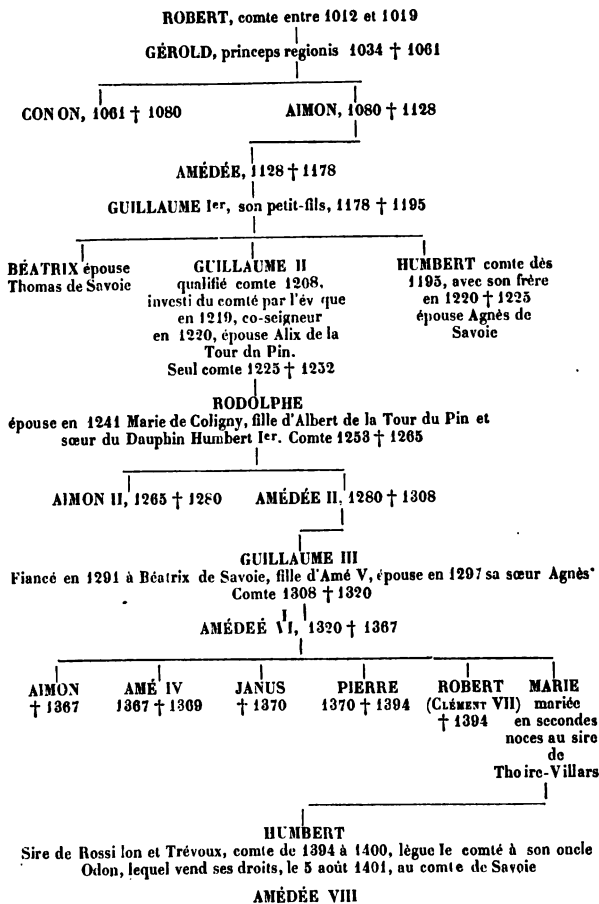 ROBERT, comte entre 1012 et 1019
GÉROLD, princeps regionis 1034 † 1061
CONON, 1061 † 1080
AIMON, 1080 † 1128
AMÉDÉE, 1128 † 1178
GUILLAUME Ier, son petit-fils, 1178 † 1195
BÉATRIX épouse
Thomas de Savoie
GUILLAUME II
qualifié comte 1208,
investi du comté par l'év que
en 1219, co-seigneur
en 1220, épouse Alix de la
Tour dn Pin.
Seul comte 1225 † 1252
HUMBERT comte dès
1195, avec son frère
en 1220 † 1225
épouse Agnès de
Savoie
RODOLPHE
épouse en 1241 Marie de Coligny, fille d'Albert de la Tour du Pin et
sœur du Dauphin Humbert Ier. Comte 1253 † 1265
AIMON II, 1265 † 1280
AMÉDÉE II, 1280 † 1308
GUILLAUME III
Fiancé en 1291 à Béatrix de Savoie, fille d'Amé V, épouse en 1297 sa sœur Agnès
Comte 1308 † 1320
AMÉDEÉ , 1320 † 1367
AIMON
† 1367
AMÉ IV
1367 † 1369
JANUS
† 1370
PIERRE
1370 † 1394
ROBERT
(CLÉMENT VII)
† 1394
MARIE
mariée
en secondes
noces au sire
de
Thoire-Villars
HUMBERT
Sire de Rossi lon et Trévoux, comte de 1394 à 1400, lègue le comté à son oncle
Odon, lequel vend ses droits, le 5 août 1401, au comte de Savoie
AMÉDÉE VIII